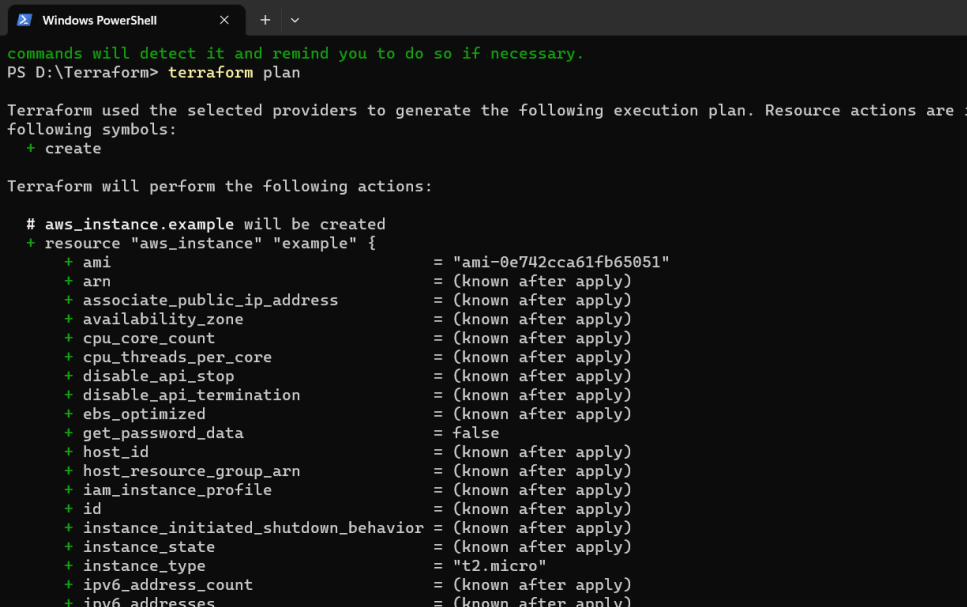 Windows PowerShell
commands will detect it and remind you to do so if necessary.
PS D:\Terraform> terraform plan
Terraform used the selected providers to generate the following execution plan. Resource actions are
following symbols:
+ create
Terraform will perform the following actions:
# aws_instance.example will be created
+ resource "aws_instance" "example" {
+ ami = "ami-0e742cca61fb65051"
+ arn = (known after apply)
+ associate_public_ip_address = (known after apply)
+ availability_zone = (known after apply)
+ cpu_core_count = (known after apply)
+ cpu_threads_per_core = (known after apply)
+ disable_api_stop = (known after apply)
+ disable_api_termination = (known after apply)
+ ebs_optimized = (known after apply)
+ get_password_data = false
+ host_id = (known after apply)
+ host_resource_group_arn = (known after apply)
+ iam_instance_profile = (known after apply)
+ id = (known after apply)
+ instance_initiated_shutdown_behavior = (known after apply)
+ instance_state = (known after apply)
+ instance_type = "t2.micro"
+ ipv6_address_count = (known after apply)
+ ipv6_addresses = (known after apply)